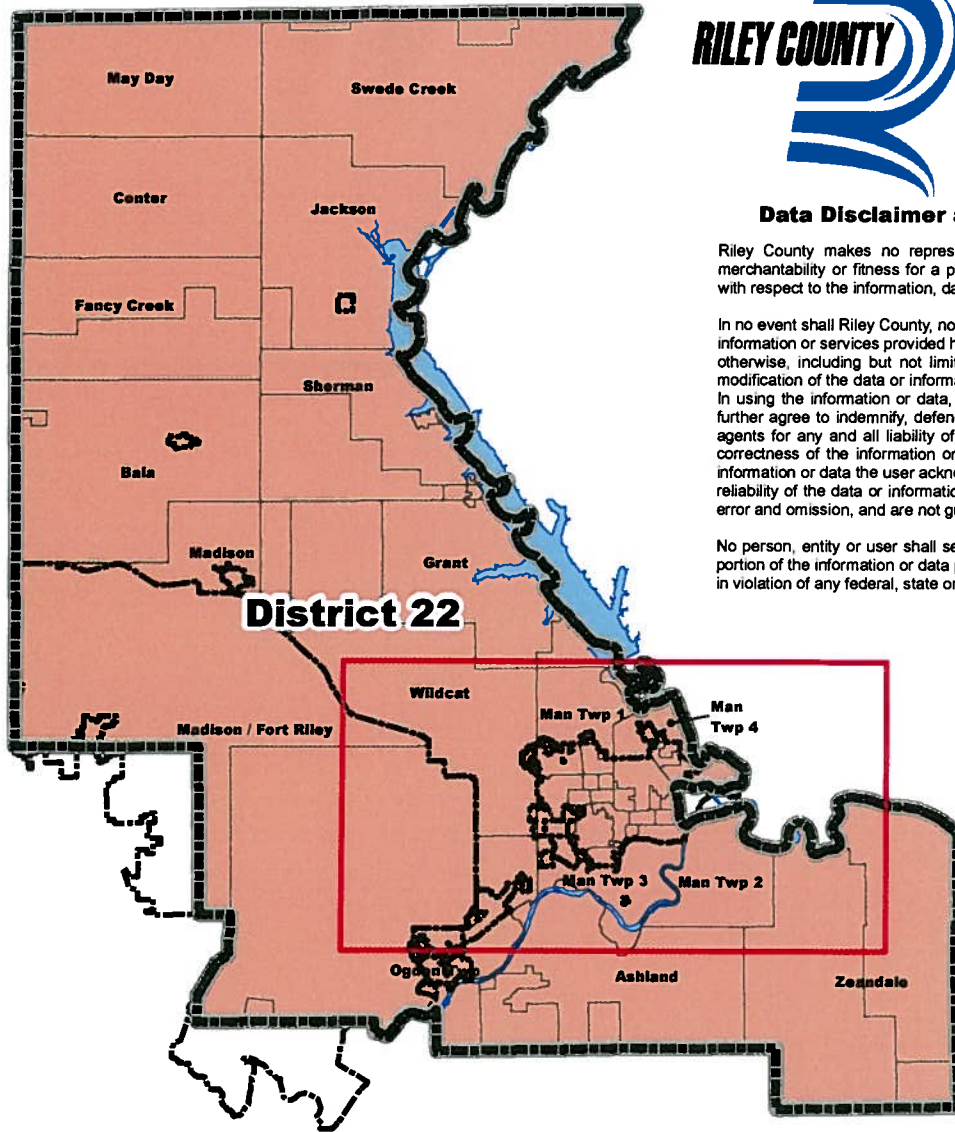 RILEY COUNTY
Data Disclaimer a
Riley County makes no repres
merchantability or fitness for a p
with respect to the information, da
In no event shall Riley County, no
information or services provided h
otherwise, including but not limit
modification of the data or informa
In using the information or data,
further agree to indemnify, defend
agents for any and all liability of
correctness of the information or
information or data the user ackno
reliability of the data or informatio
error and omission, and are not gu
No person, entity or user shall se
portion of the information or data p
in violation of any federal, state or
May Day
Swede Creek
Center
Jackson
Fancy Creek
Sherman
Bala
Madison
Grant
District 22
Wildcat
Man Twp 1
Man
Twp 4
Madison / Fort Riley
Man Twp 3
Man Twp 2
Ogden Twp
Ashland
Zeandale